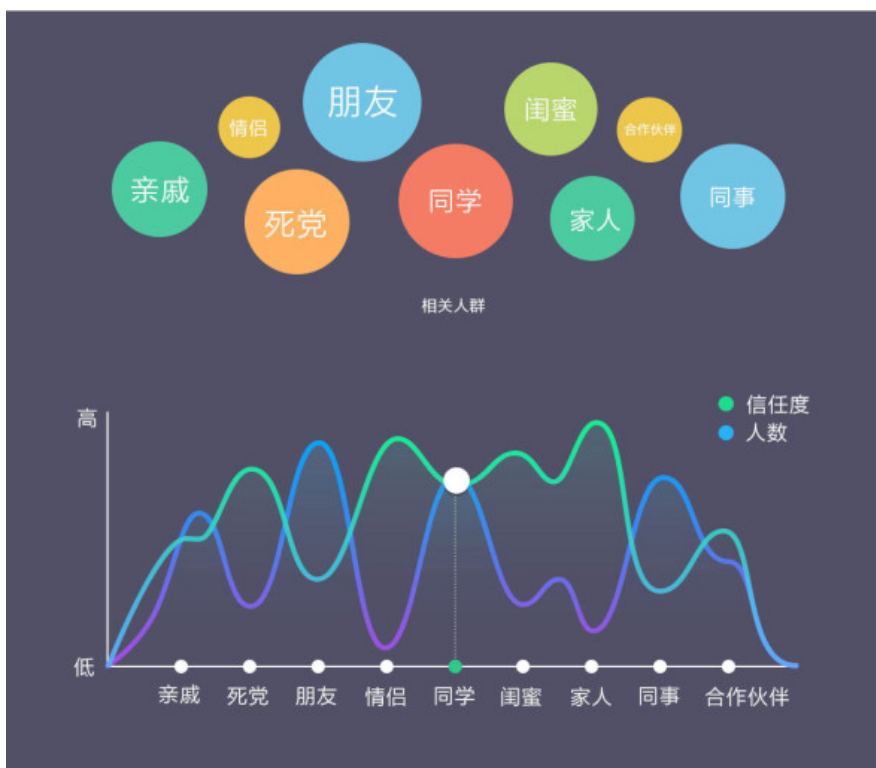 朋友
闺蜜
情侣
合作伙伴
亲戚
同学
同事
死党
家人
相关人群
信任度
高
人数
低
亲戚 死党 朋友 情侣 同学 闺蜜 家人 同事 合作伙伴